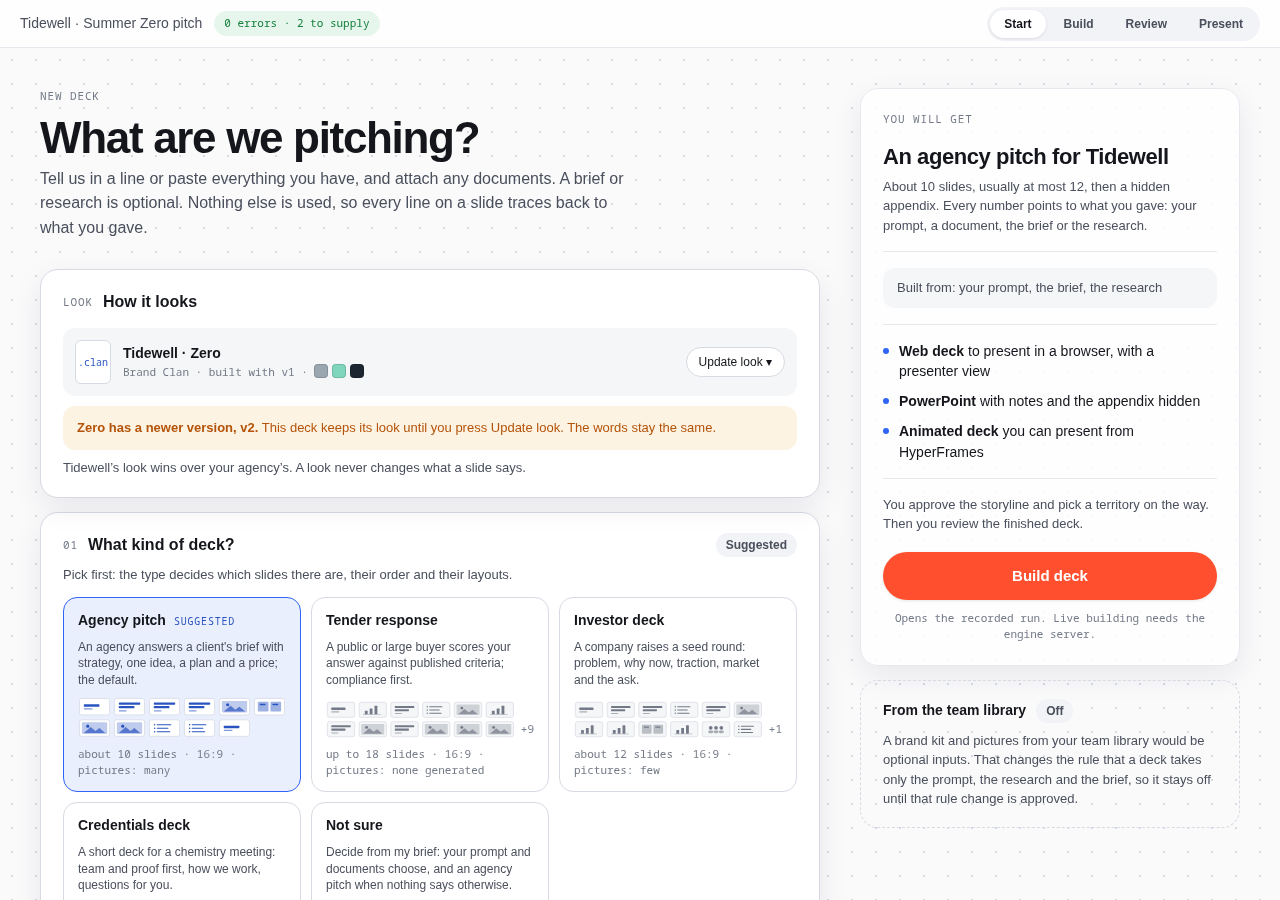 Tidewell · Summer Zero pitch
0 errors · 2 to supply
Start
Build
Review
Present
NEW DECK
What are we pitching?
Tell us in a line or paste everything you have, and attach any documents. A brief or
research is optional. Nothing else is used, so every line on a slide traces back to
what you gave.
LOOK How it looks
.clan
Tidewell · Zero
Brand Clan · built with v1 ·
Update look ▾
Zero has a newer version, v2. This deck keeps its look until you press Update look. The words stay the same.
Tidewell’s look wins over your agency’s. A look never changes what a slide says.
01 What kind of deck?
Suggested
Pick first: the type decides which slides there are, their order and their layouts.
Agency pitch SUGGESTED
An agency answers a client’s brief with
strategy, one idea, a plan and a price;
the default.
about 10 slides · 16:9 ·
pictures: many
Tender response
A public or large buyer scores your
answer against published criteria;
compliance first.
+9
up to 18 slides · 16:9 ·
pictures: none generated
Investor deck
A company raises a seed round:
problem, why now, traction, market
and the ask.
+1
about 12 slides · 16:9 ·
pictures: few
Credentials deck
A short deck for a chemistry meeting:
team and proof first, how we work,
questions for you.
Not sure
Decide from my brief: your prompt and
documents choose, and an agency
pitch when nothing says otherwise.
YOU WILL GET
An agency pitch for Tidewell
About 10 slides, usually at most 12, then a hidden
appendix. Every number points to what you gave: your
prompt, a document, the brief or the research.
Built from: your prompt, the brief, the research
Web deck to present in a browser, with a
presenter view
PowerPoint with notes and the appendix hidden
Animated deck you can present from
HyperFrames
You approve the storyline and pick a territory on the way.
Then you review the finished deck.
Build deck
Opens the recorded run. Live building needs the
engine server.
From the team library Off
A brand kit and pictures from your team library would be
optional inputs. That changes the rule that a deck takes
only the prompt, the research and the brief, so it stays off
until that rule change is approved.